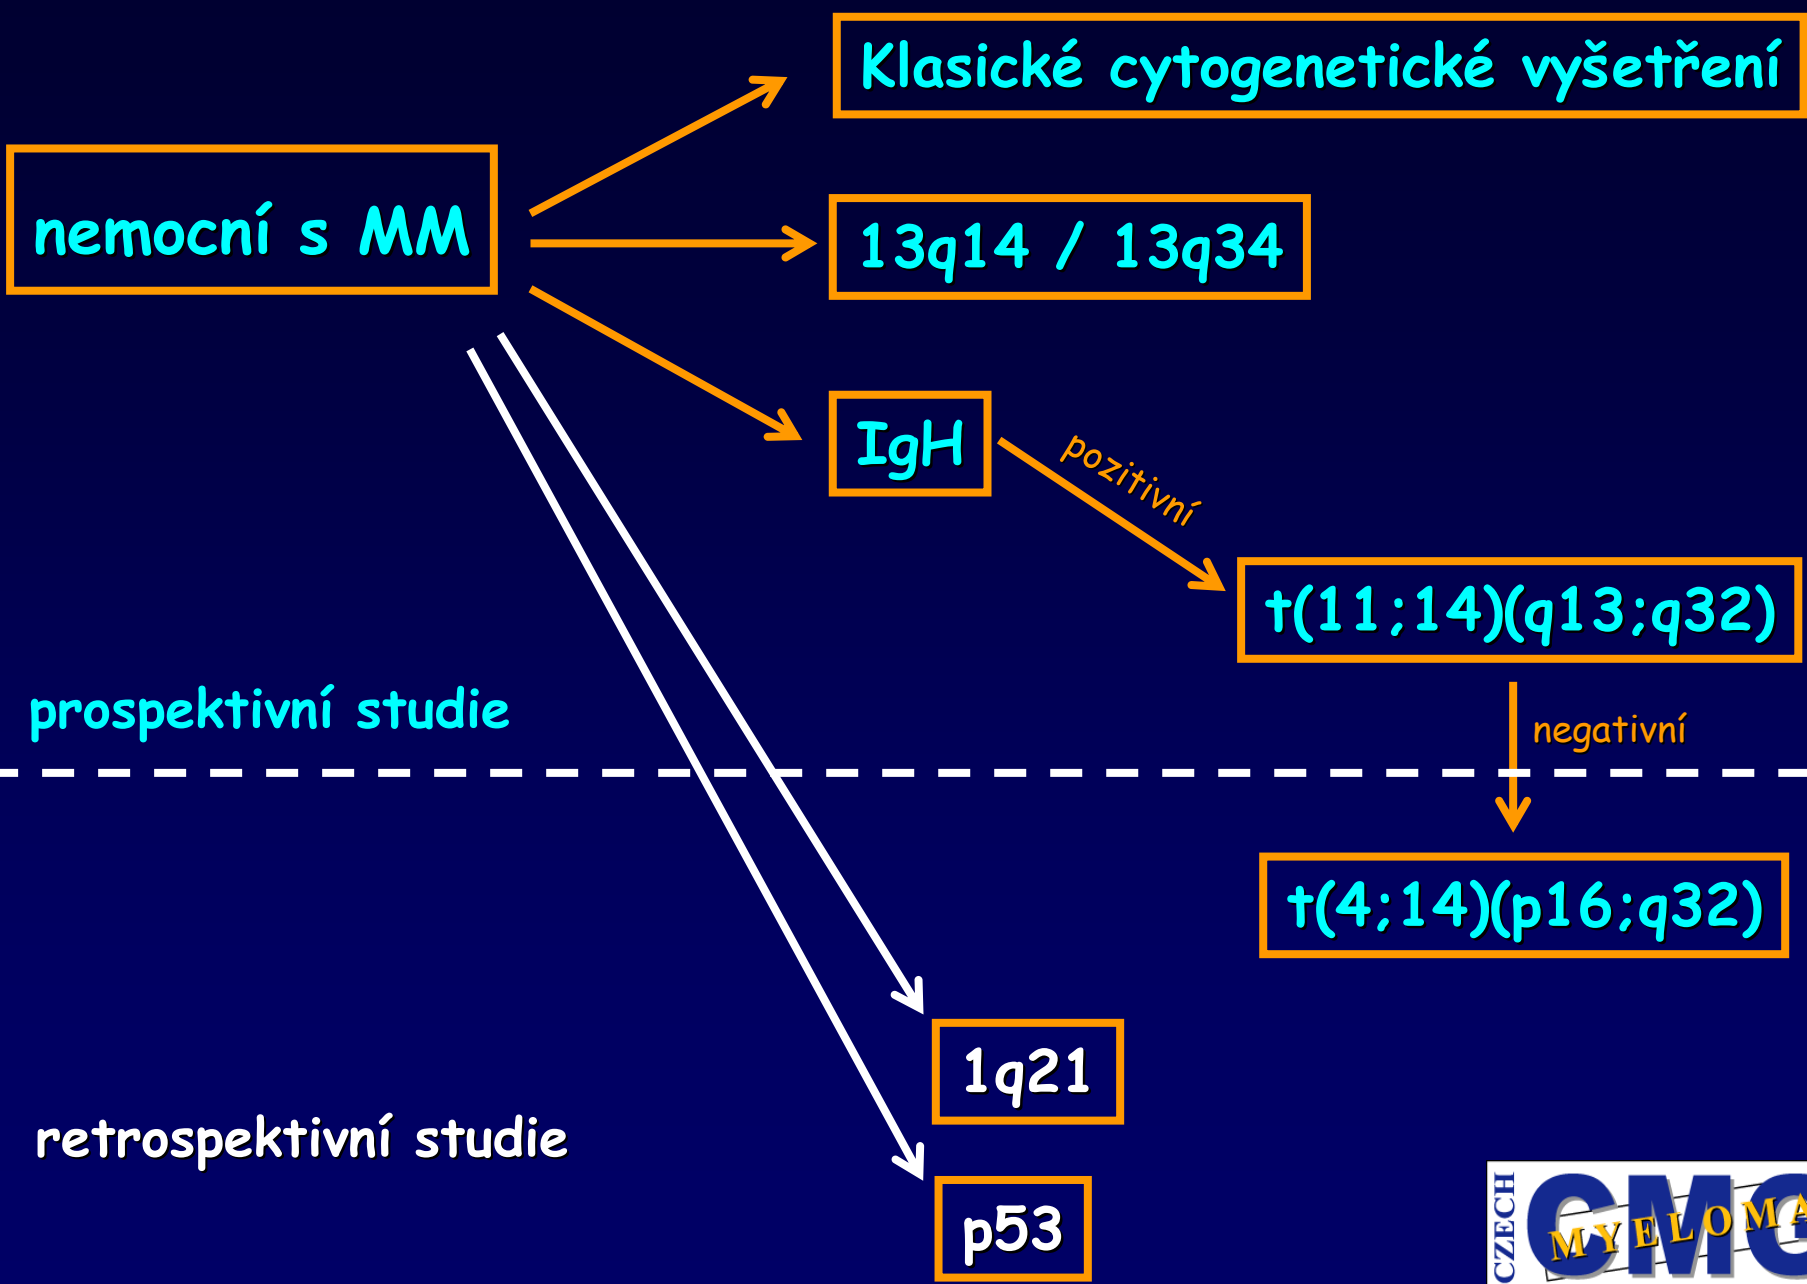 Klasické cytogenetické vyšetření
nemocní s MM
13q14 / 13q34
IgH
pozitivní
t(11;14)(q13;q32)
prospektivní studie
negativní
t(4;14)(p16;q32)
1q21
retrospektivní studie
p53
CZECH
CMG
MYELOMA